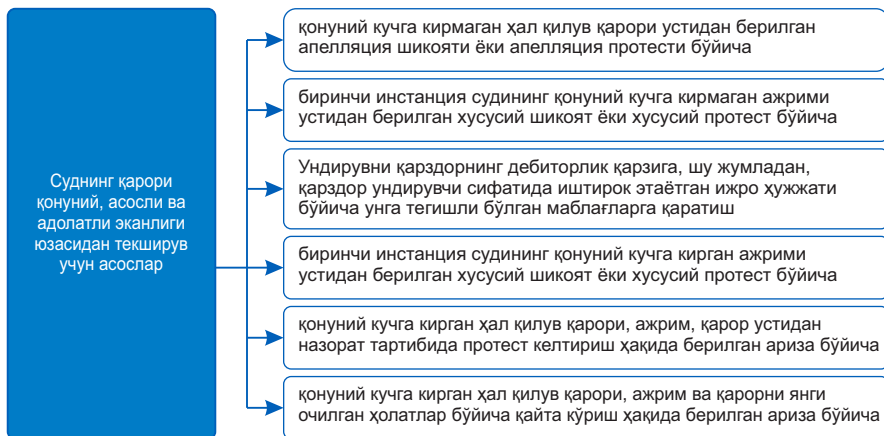 Суднинг қарори
қонуний, асосли ва
адолатли эканлиги
юзасидан текширув
учун асослар
қонуний кучга кирмаган ҳал қилув қарори устидан берилган
апелляция шикояти ёки апелляция протести бўйича
биринчи инстанция судининг қонуний кучга кирмаган ажрими
устидан берилган хусусий шикоят ёки хусусий протест бўйича
Ундирувни қарздорнинг дебиторлик қарзига, шу жумладан,
қарздор ундирувчи сифатида иштирок этаётган ижро ҳужжати
бўйича унга тегишли бўлган маблағларга қаратиш
биринчи инстанция судининг қонуний кучга кирган ажрими
устидан берилган хусусий шикоят ёки хусусий протест бўйича
қонуний кучга кирган ҳал қилув қарори, ажрим, қарор устидан
назорат тартибида протест келтириш ҳақида берилган ариза бўйича
қонуний кучга кирган ҳал қилув қарори, ажрим ва қарорни янги
очилган ҳолатлар бўйича қайта кўриш ҳақида берилган ариза бўйича